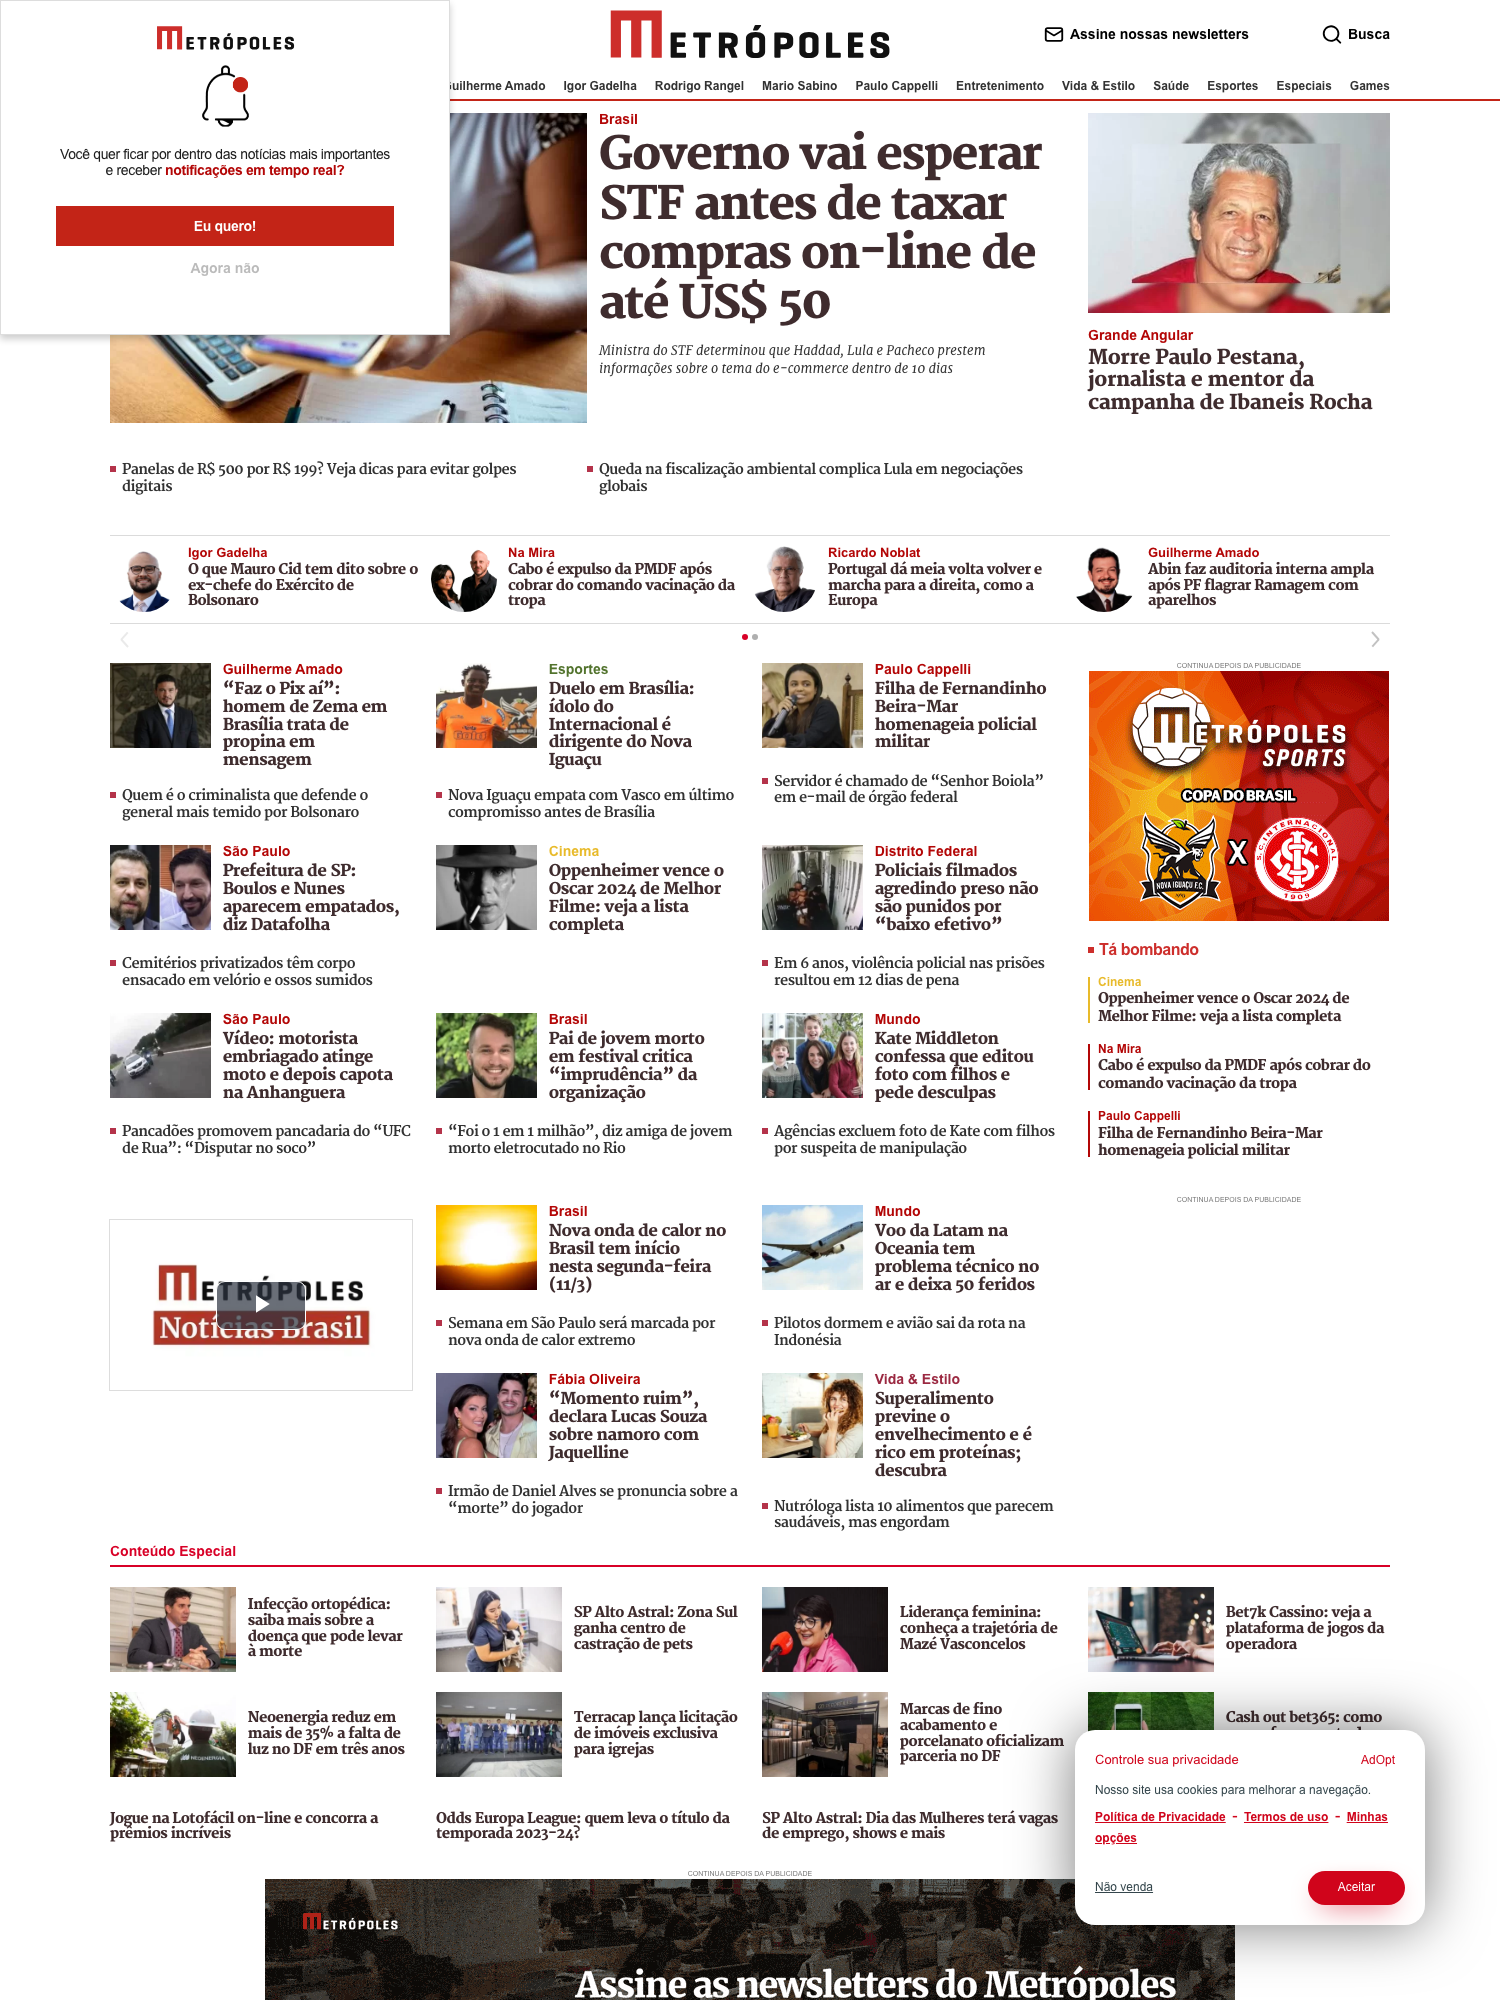 METRÓPOLES
Você quer ficar por dentro das notícias mais importantes
e receber notificações em tempo real?
Eu quero!
Agora não
METRÓPOLES
Assine nossas newsletters
Busca
Guilherme Amado Igor Gadelha Rodrigo Rangel Mario Sabino Paulo Cappelli Entretenimento Vida & Estilo Saúde Esportes Especiais Games
Brasil
Governo vai esperar
STF antes de taxar
compras on-line de
até US$ 50
Ministra do STF determinou que Haddad, Lula e Pacheco prestem
informações sobre o tema do e-commerce dentro de 10 dias
Grande Angular
Morre Paulo Pestana,
jornalista e mentor da
campanha de Ibaneis Rocha
Panelas de R$ 500 por R$ 199? Veja dicas para evitar golpes
digitais
Queda na fiscalização ambiental complica Lula em negociações
globais
Igor Gadelha
O que Mauro Cid tem dito sobre o
ex-chefe do Exército de
Bolsonaro
Na Mira
Cabo é expulso da PMDF após
cobrar do comando vacinação da
tropa
Ricardo Noblat
Portugal dá meia volta volver e
marcha para a direita, como a
Europa
Guilherme Amado
Abin faz auditoria interna ampla
após PF flagrar Ramagem com
aparelhos
Guilherme Amado
“Faz o Pix aí”:
homem de Zema em
Brasília trata de
propina em
mensagem
Quem é o criminalista que defende o
general mais temido por Bolsonaro
Esportes
Duelo em Brasília:
ídolo do
Internacional é
dirigente do Nova
Iguaçu
Nova Iguaçu empata com Vasco em último
compromisso antes de Brasília
Paulo Cappelli
Filha de Fernandinho
Beira-Mar
homenageia policial
militar
Servidor é chamado de “Senhor Boiola”
em e-mail de órgão federal
CONTINUA DEPOIS DA PUBLICIDADE
METRÓPOLES
SPORTS
COPA DO BRASIL
NOVA IGUAÇU F.C.
X
S.C. INTERNACIONAL
1909
São Paulo
Prefeitura de SP:
Boulos e Nunes
aparecem empatados,
diz Datafolha
Cemitérios privatizados têm corpo
ensacado em velório e ossos sumidos
Cinema
Oppenheimer vence o
Oscar 2024 de Melhor
Filme: veja a lista
completa
Distrito Federal
Policiais filmados
agredindo preso não
são punidos por
“baixo efetivo”
Em 6 anos, violência policial nas prisões
resultou em 12 dias de pena
Tá bombando
Cinema
Oppenheimer vence o Oscar 2024 de
Melhor Filme: veja a lista completa
Na Mira
Cabo é expulso da PMDF após cobrar do
comando vacinação da tropa
Paulo Cappelli
Filha de Fernandinho Beira-Mar
homenageia policial militar
CONTINUA DEPOIS DA PUBLICIDADE
São Paulo
Vídeo: motorista
embriagado atinge
moto e depois capota
na Anhanguera
Pancadões promovem pancadaria do “UFC
de Rua”: “Disputar no soco”
Brasil
Pai de jovem morto
em festival critica
“imprudência” da
organização
“Foi o 1 em 1 milhão”, diz amiga de jovem
morto eletrocutado no Rio
Mundo
Kate Middleton
confessa que editou
foto com filhos e
pede desculpas
Agências excluem foto de Kate com filhos
por suspeita de manipulação
METRÓPOLES
Notícias Brasil
Brasil
Nova onda de calor no
Brasil tem início
nesta segunda-feira
(11/3)
Semana em São Paulo será marcada por
nova onda de calor extremo
Mundo
Voo da Latam na
Oceania tem
problema técnico no
ar e deixa 50 feridos
Pilotos dormem e avião sai da rota na
Indonésia
Fábia Oliveira
“Momento ruim”,
declara Lucas Souza
sobre namoro com
Jaquelline
Irmão de Daniel Alves se pronuncia sobre a
“morte” do jogador
Vida & Estilo
Superalimento
previne o
envelhecimento e é
rico em proteínas;
descubra
Nutróloga lista 10 alimentos que parecem
saudáveis, mas engordam
Conteúdo Especial
Infecção ortopédica:
saiba mais sobre a
doença que pode levar
à morte
SP Alto Astral: Zona Sul
ganha centro de
castração de pets
Liderança feminina:
conheça a trajetória de
Mazé Vasconcelos
Bet7k Cassino: veja a
plataforma de jogos da
operadora
NEOENERGIA
Neoenergia reduz em
mais de 35% a falta de
luz no DF em três anos
Terracap lança licitação
de imóveis exclusiva
para igrejas
Marcas de fino
acabamento e
porcelanato oficializam
parceria no DF
Cash out bet365: como
Jogue na Lotofácil on-line e concorra a
prêmios incríveis
Odds Europa League: quem leva o título da
temporada 2023-24?
SP Alto Astral: Dia das Mulheres terá vagas
de emprego, shows e mais
Controle sua privacidade
AdOpt
Nosso site usa cookies para melhorar a navegação.
Política de Privacidade - Termos de uso - Minhas
opções
Não venda
Aceitar
CONTINUA DEPOIS DA PUBLICIDADE
METRÓPOLES
Assine as newsletters do Metrópoles